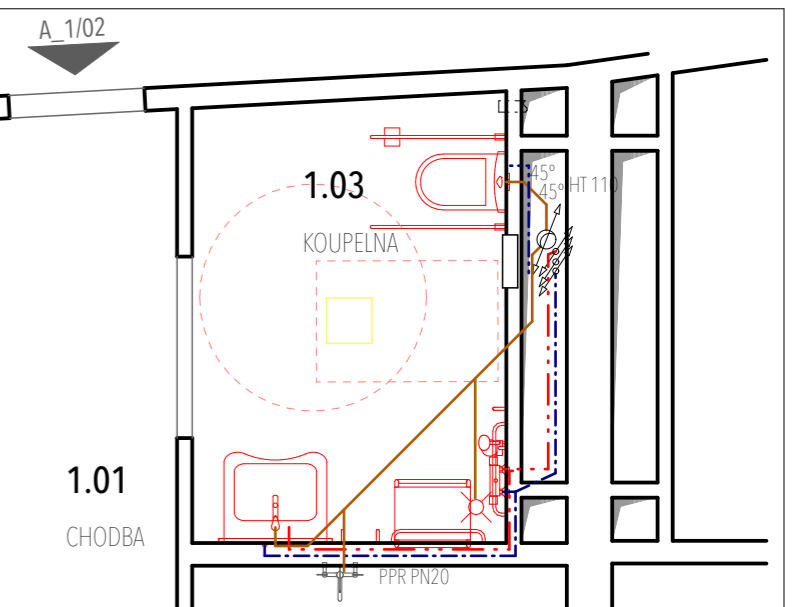 A_1/02
1.03
KOUPELNA
45°
45°
HT 110
1.01
CHODBA
PPR PN20